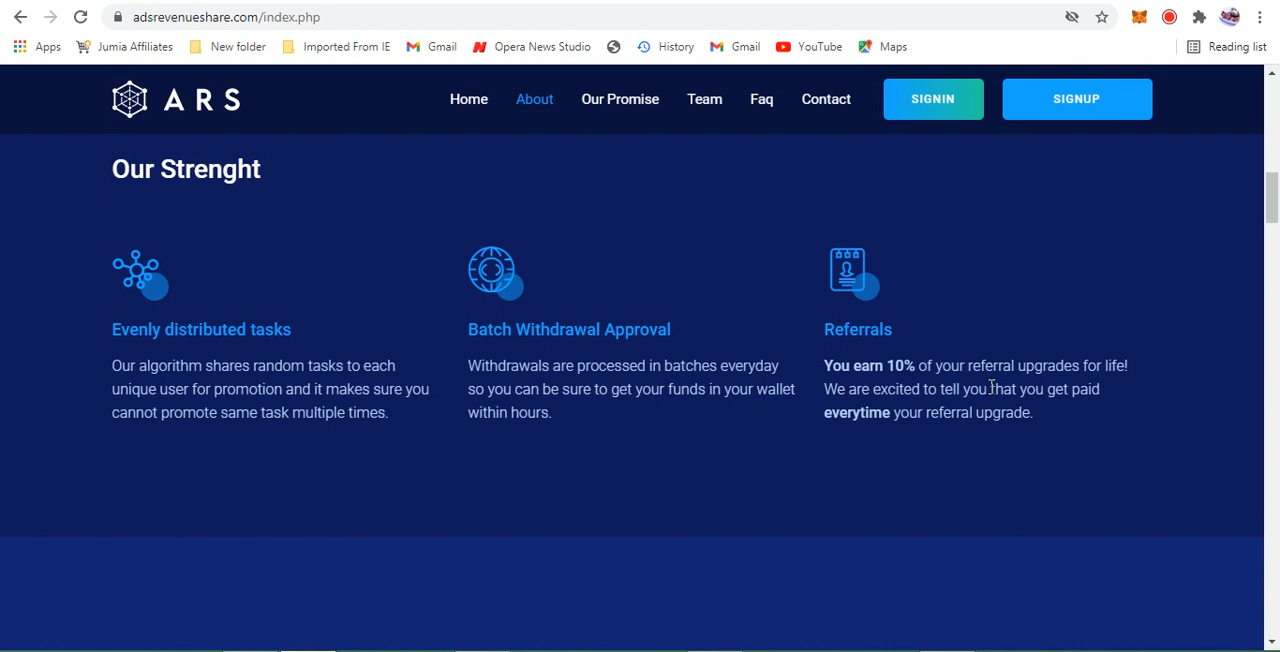 adsrevenueshare.com/index.php
Apps Jumia Affiliates New folder Imported From IE Gmail Opera News Studio History Gmail YouTube Maps Reading list
ARS Home About Our Promise Team Faq Contact SIGNIN SIGNUP
Our Strenght
Evenly distributed tasks
Our algorithm shares random tasks to each
unique user for promotion and it makes sure you
cannot promote same task multiple times.
Batch Withdrawal Approval
Withdrawals are processed in batches everyday
so you can be sure to get your funds in your wallet
within hours.
Referrals
You earn 10% of your referral upgrades for life!
We are excited to tell you that you get paid
everytime your referral upgrade.